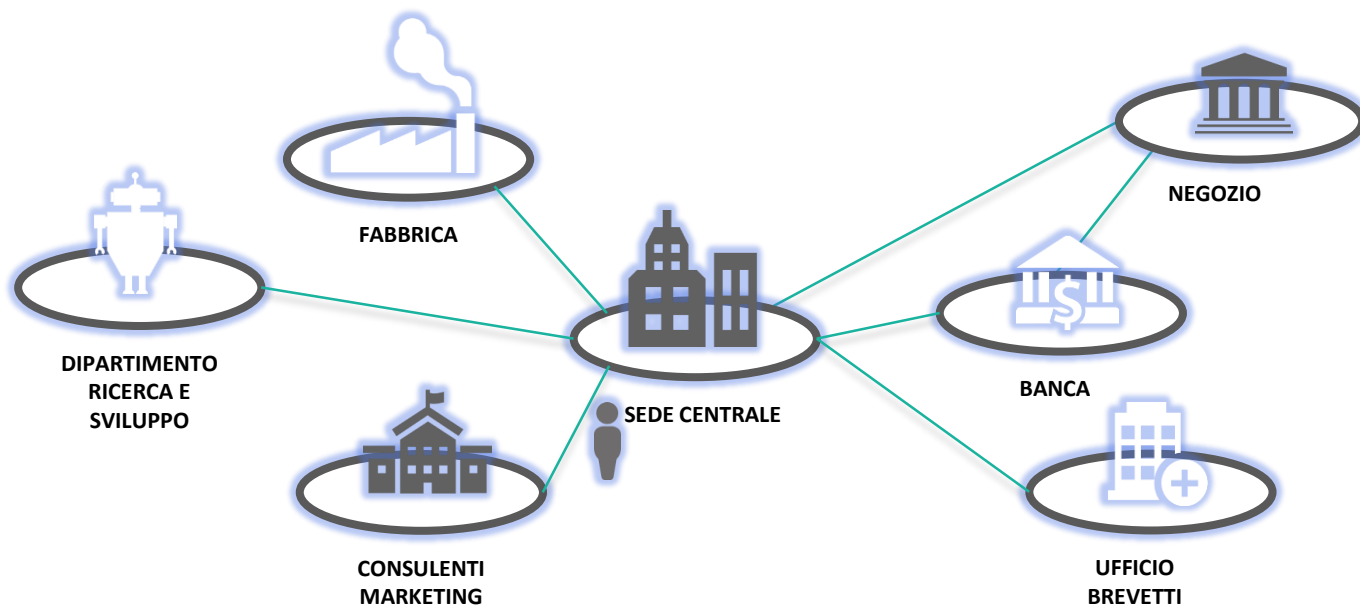 FABBRICA
NEGOZIO
DIPARTIMENTO
RICERCA E
SVILUPPO
SEDE CENTRALE
$
BANCA
CONSULENTI
MARKETING
UFFICIO
BREVETTI